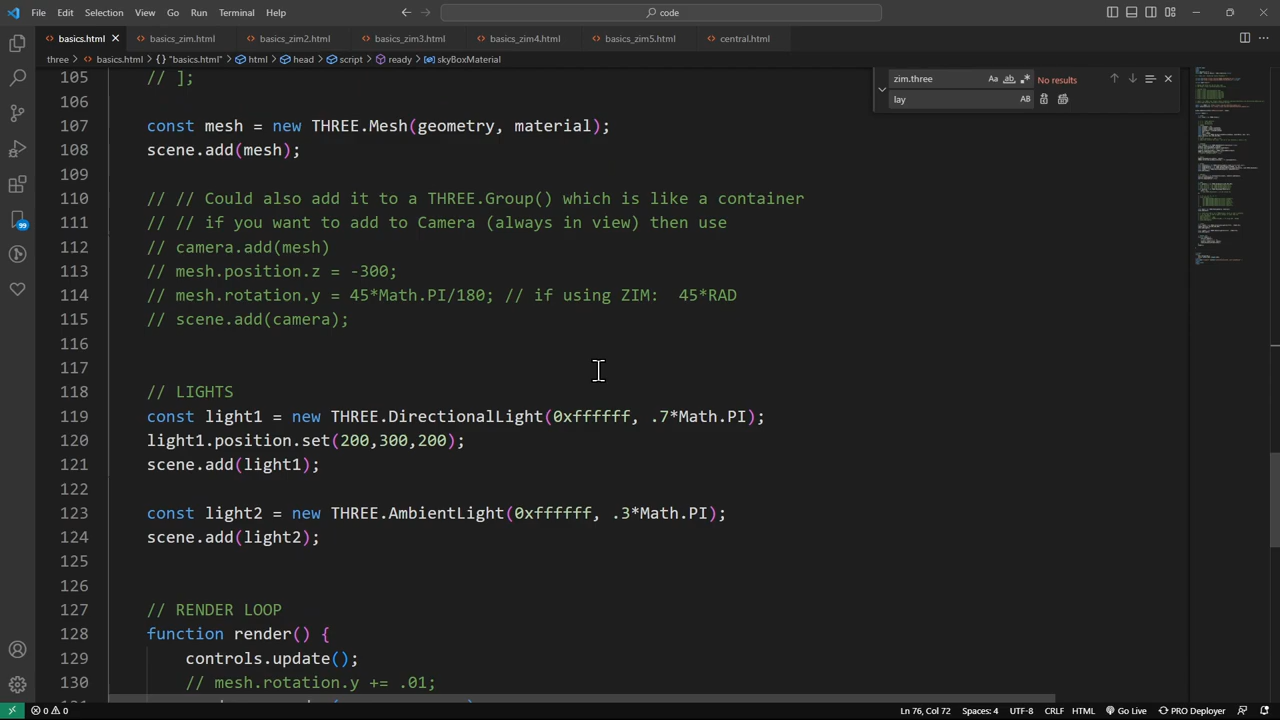 File Edit Selection View Go Run Terminal Help code
basics.html basics_zim.html basics_zim2.html basics_zim3.html basics_zim4.html basics_zim5.html central.html
three > basics.html > {} "basics.html" > html > head > script > ready > skyBoxMaterial
zim.three Aa ab .* No results
lay AB
105 // ];
106
107 const mesh = new THREE.Mesh(geometry, material);
108 scene.add(mesh);
109
110 // // Could also add it to a THREE.Group() which is like a container
111 // // if you want to add to Camera (always in view) then use
112 // camera.add(mesh)
113 // mesh.position.z = -300;
114 // mesh.rotation.y = 45*Math.PI/180; // if using ZIM:  45*RAD
115 // scene.add(camera);
116
117
118 // LIGHTS
119 const light1 = new THREE.DirectionalLight(0xffffff, .7*Math.PI);
120 light1.position.set(200,300,200);
121 scene.add(light1);
122
123 const light2 = new THREE.AmbientLight(0xffffff, .3*Math.PI);
124 scene.add(light2);
125
126
127 // RENDER LOOP
128 function render() {
129 controls.update();
130 // mesh.rotation.y += .01;
99
0 0 Ln 76, Col 72 Spaces: 4 UTF-8 CRLF HTML Go Live PRO Deployer